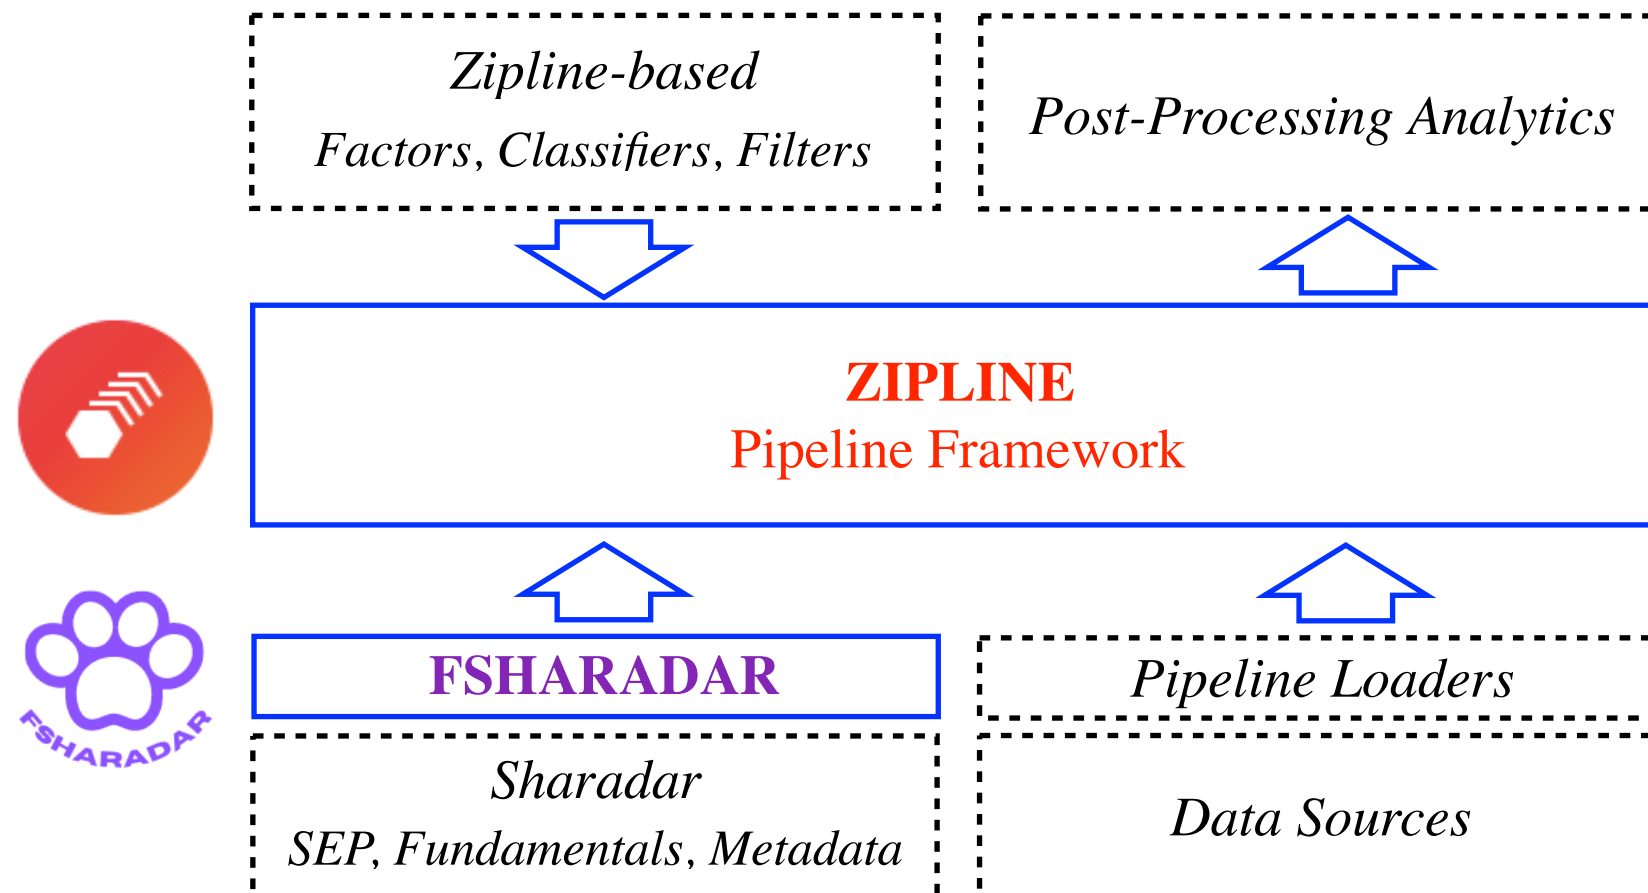 Zipline-based
Factors, Classifiers, Filters
Post-Processing Analytics
ZIPLINE
Pipeline Framework
FSHARADAR
FSHARADAR
Pipeline Loaders
Sharadar
SEP, Fundamentals, Metadata
Data Sources